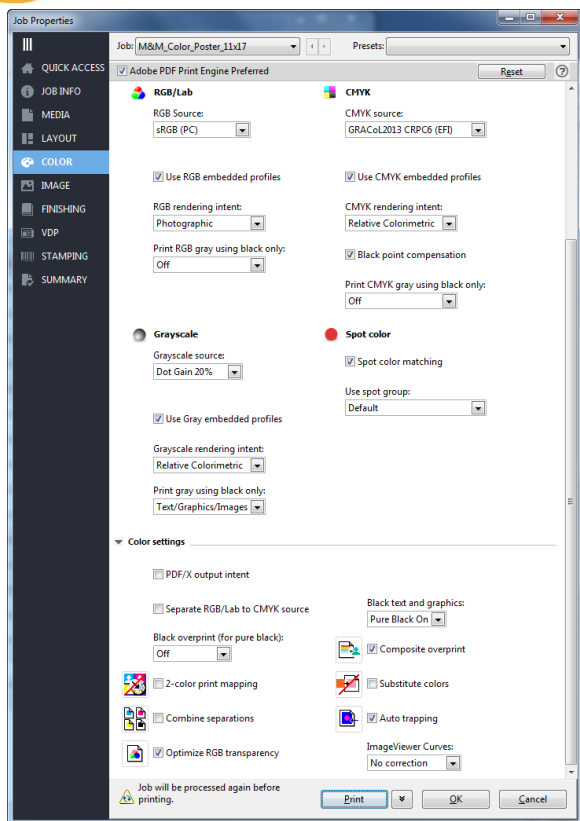 Job Properties
Job: M&M_Color_Poster_11x17 Presets:
QUICK ACCESS
JOB INFO
MEDIA
LAYOUT
COLOR
IMAGE
FINISHING
VDP
STAMPING
SUMMARY
Adobe PDF Print Engine Preferred Reset ?
RGB/Lab
RGB Source:
sRGB (PC)
Use RGB embedded profiles
RGB rendering intent:
Photographic
Print RGB gray using black only:
Off
CMYK
CMYK source:
GRACoL2013 CRPC6 (EFI)
Use CMYK embedded profiles
CMYK rendering intent:
Relative Colorimetric
Black point compensation
Print CMYK gray using black only:
Off
Grayscale
Grayscale source:
Dot Gain 20%
Use Gray embedded profiles
Grayscale rendering intent:
Relative Colorimetric
Print gray using black only:
Text/Graphics/Images
Spot color
Spot color matching
Use spot group:
Default
Color settings
PDF/X output intent
Separate RGB/Lab to CMYK source
Black text and graphics:
Pure Black On
Black overprint (for pure black):
Off
Composite overprint
2-color print mapping
Substitute colors
Combine separations
Auto trapping
Optimize RGB transparency
ImageViewer Curves:
No correction
Job will be processed again before
printing.
Print OK Cancel